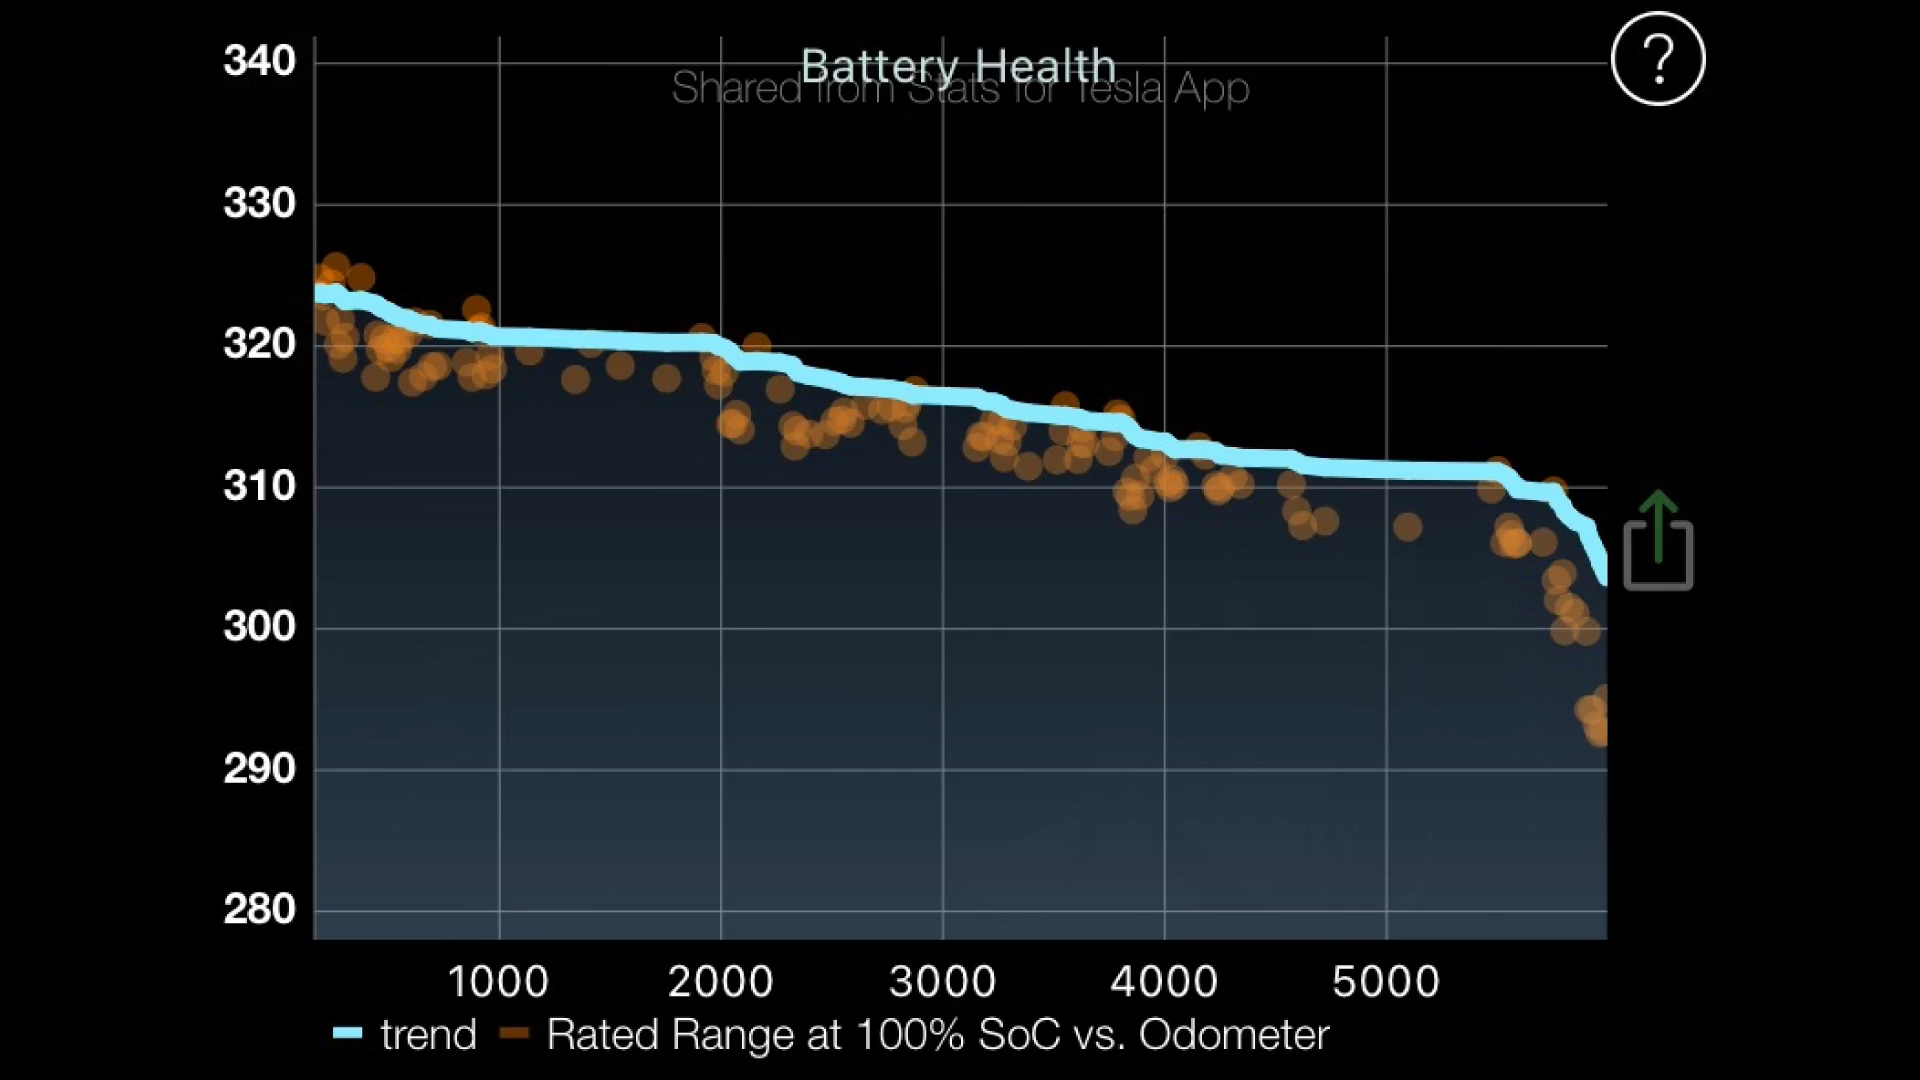 Battery Health
Shared from Stats for Tesla App
?
340
330
320
310
300
290
280
1000 2000 3000 4000 5000
trend Rated Range at 100% SoC vs. Odometer